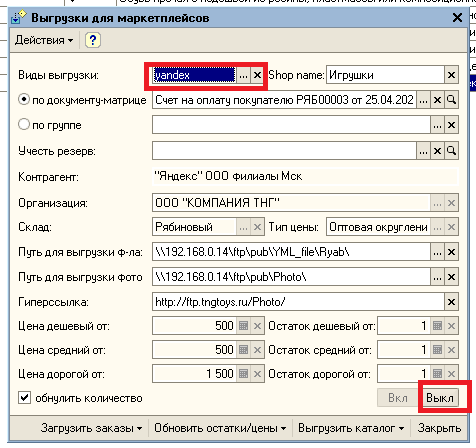 Выгрузки для маркетплейсов
Действия
Виды выгрузки: yandex ... Shop name: Игрушки
по документу-матрице Счет на оплату покупателю РЯБ00003 от 25.04.202 ...
по группе ...
Учесть резерв: ...
Контрагент: "Яндекс" ООО филиалы Мск
Организация: ООО "КОМПАНИЯ ТНГ" ...
Склад: Рябиновый ... Тип цены: Оптовая округлени ...
Путь для выгрузки ф-ла: \\192.168.0.14\ftp\pub\YML_file\Ryab\ ...
Путь для выгрузки фото \\192.168.0.14\ftp\pub\Photo\ ...
Гиперссылка: http://ftp.tngtoys.ru/Photo/
Цена дешевый от: 500 Остаток дешевый от: 1
Цена средний от: 500 Остаток средний от: 1
Цена дорогой от: 1 500 Остаток дорогой от: 1
обнулить количество Вкл Выкл
Загрузить заказы Обновить остатки/цены Выгрузить каталог Закрыть